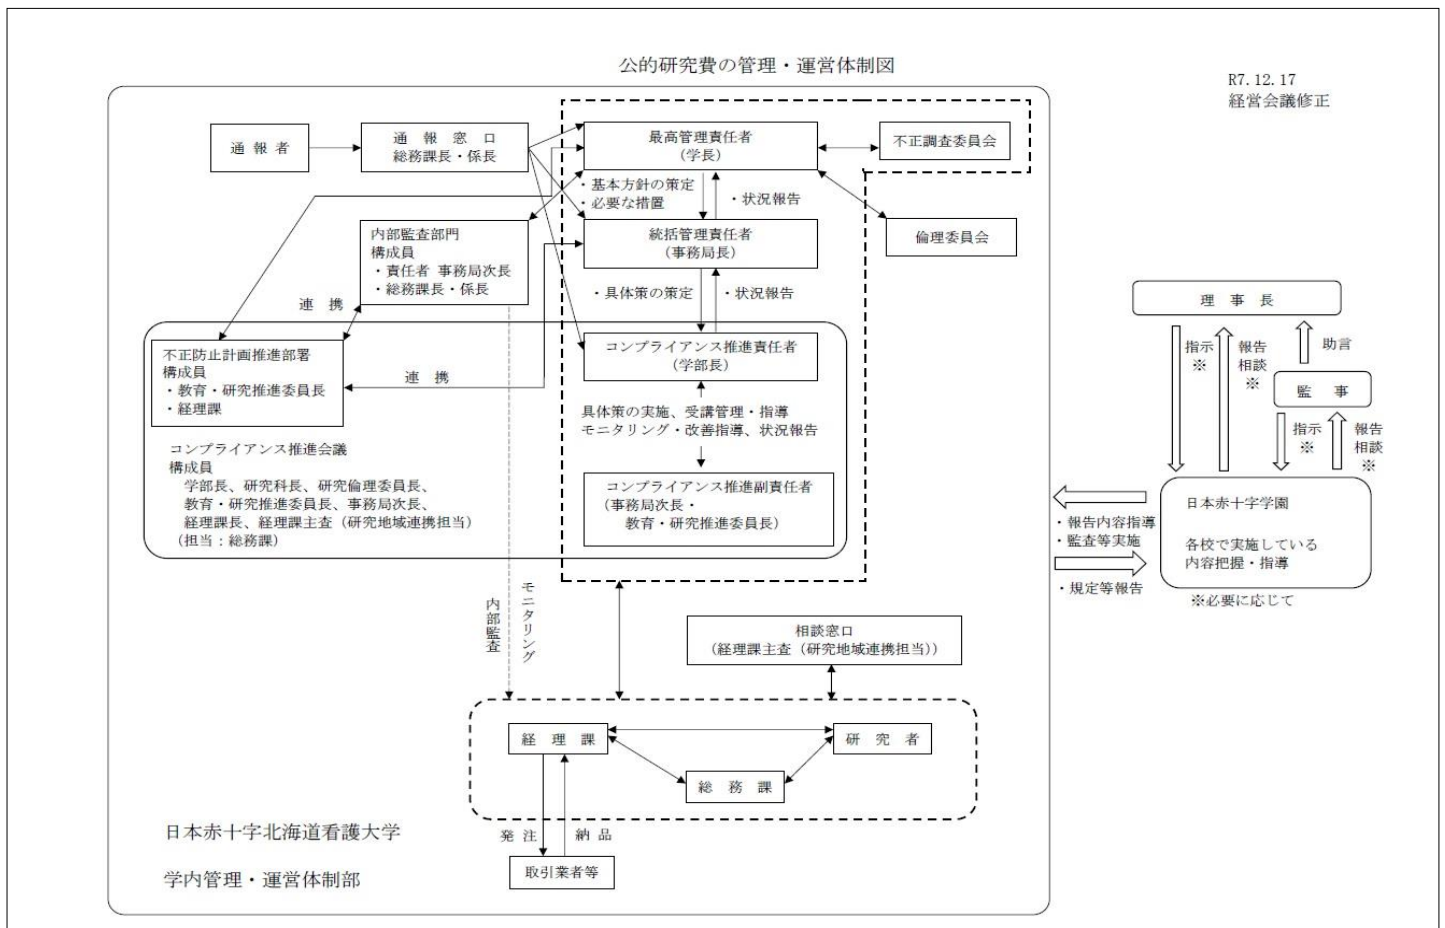 公的研究費の管理・運営体制図
R7.12.17
経営会議修正
通報者
通報窓口
総務課長・係長
最高管理責任者
(学長)
不正調査委員会
・基本方針の策定
・必要な措置
・状況報告
内部監査部門
構成員
・責任者 事務局次長
・総務課長・係長
統括管理責任者
(事務局長)
倫理委員会
連携
・具体策の策定
・状況報告
不正防止計画推進部署
構成員
・教育・研究推進委員長
・経理課
連携
コンプライアンス推進責任者
(学部長)
具体策の実施、受講管理・指導
モニタリング・改善指導、状況報告
コンプライアンス推進会議
構成員
学部長、研究科長、研究倫理委員長、
教育・研究推進委員長、事務局次長、
経理課長、経理課主査(研究地域連携担当)
(担当:総務課)
コンプライアンス推進副責任者
(事務局次長・
教育・研究推進委員長)
内部監査
モニタリング
相談窓口
(経理課主査(研究地域連携担当))
経理課
研究者
総務課
発注
納品
取引業者等
日本赤十字北海道看護大学
学内管理・運営体制部
理事長
指示
※
報告
相談
※
助言
監事
指示
※
報告
相談
※
・報告内容指導
・監査等実施
・規定等報告
日本赤十字学園
各校で実施している
内容把握・指導
※必要に応じて